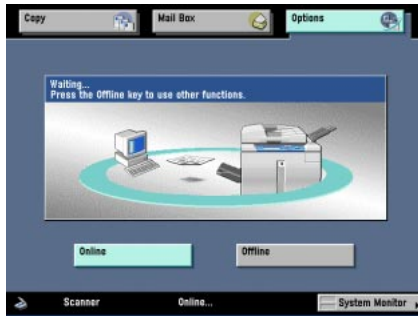 Copy
Mail Box
Options
Waiting...
Press the Offline key to use other functions.
Online
Offline
Scanner
Online...
System Monitor